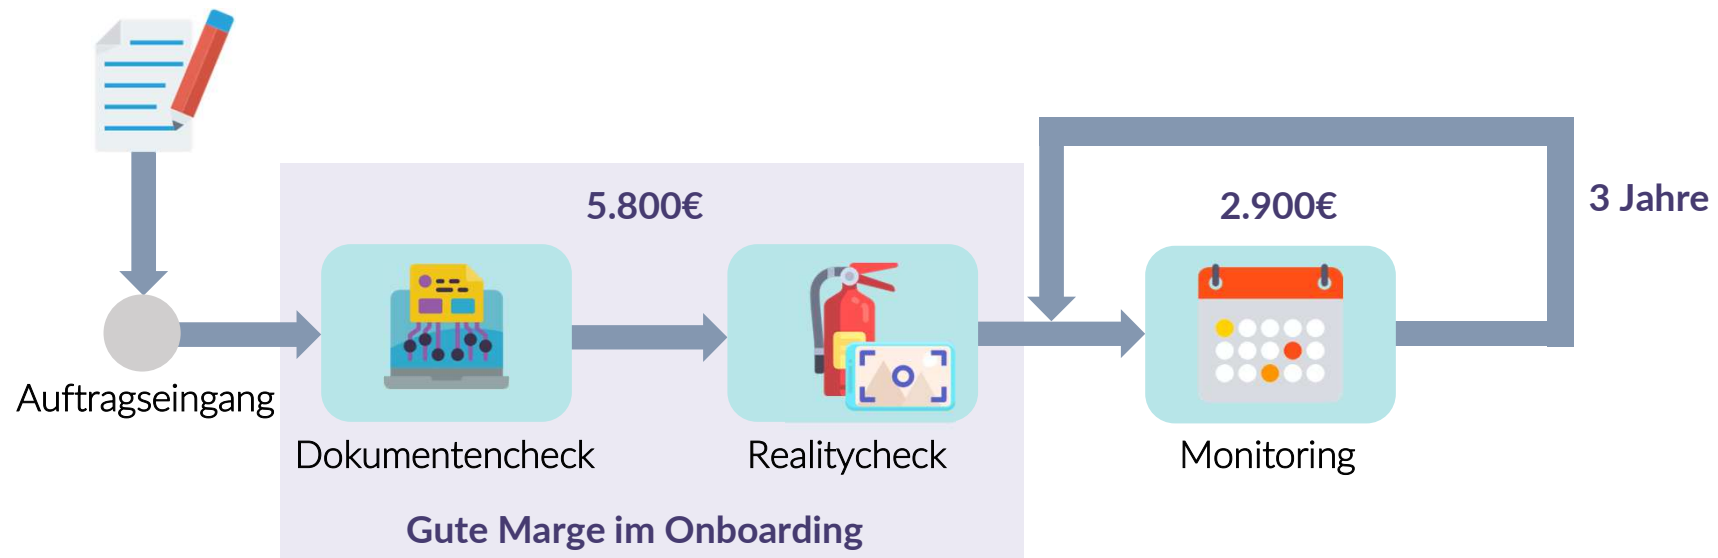 5.800€
2.900€
3 Jahre
Auftragseingang
Dokumentencheck
Realitycheck
Monitoring
Gute Marge im Onboarding